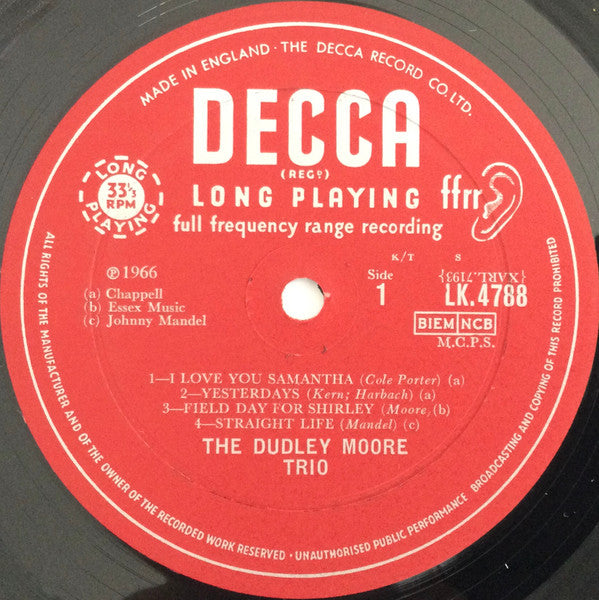 MADE IN ENGLAND · THE DECCA RECORD CO. LTD.
DECCA
(REGD)
LONG PLAYING
33 1/3
RPM
LONG PLAYING ffrr
full frequency range recording
K/T S
℗ 1966
Side
1
{XARL.7193}
LK.4788
(a) Chappell
(b) Essex Music
(c) Johnny Mandel
BIEM NCB
M.C.P.S.
1—I LOVE YOU SAMANTHA (Cole Porter) (a)
2—YESTERDAYS (Kern; Harbach) (a)
3—FIELD DAY FOR SHIRLEY (Moore,(b)
4—STRAIGHT LIFE (Mandel) (c)
THE DUDLEY MOORE
TRIO
ALL RIGHTS OF THE MANUFACTURER AND OF THE OWNER OF THE RECORDED WORK RESERVED · UNAUTHORISED PUBLIC PERFORMANCE BROADCASTING AND COPYING OF THIS RECORD PROHIBITED